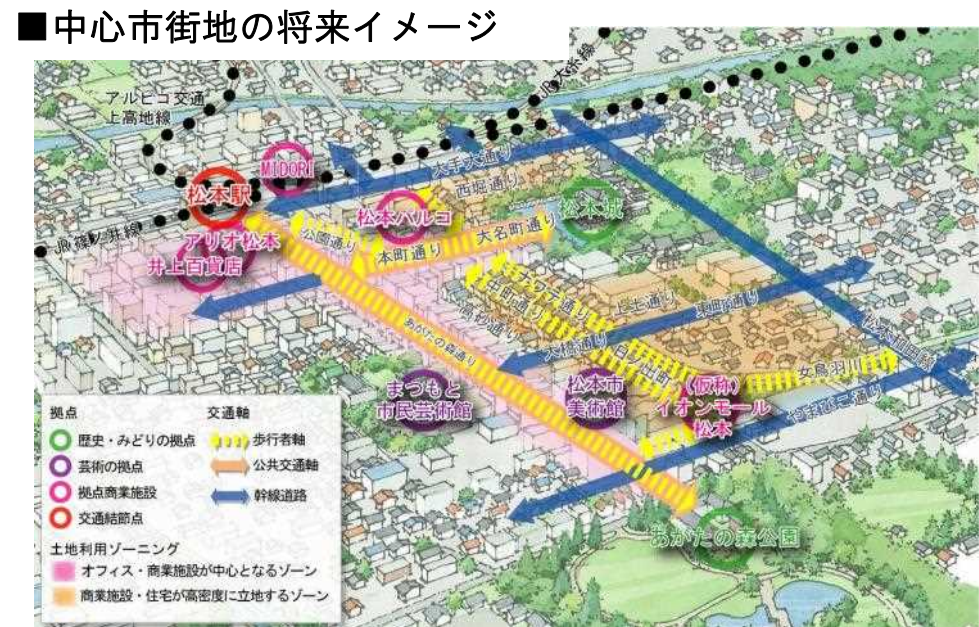 ■中心市街地の将来イメージ
アルピコ交通
上高地線
JR大糸線
MIDORI
大手大通り
松本駅
西堀通り
松本パルコ
松本城
JR篠ノ井線
アリオ松本
公園通り
大名町通り
井上百貨店
本町通り
上土通り
東町通り
中町通り
高砂通り
あがたの森通り
大橋通り
松本和田線
女鳥羽川
まつもと
市民芸術館
松本市
美術館
(仮称)
イオンモール
松本
やまびこ通り
あがたの森公園
拠点
交通軸
歴史・みどりの拠点
歩行者軸
芸術の拠点
公共交通軸
拠点商業施設
幹線道路
交通結節点
土地利用ゾーニング
オフィス・商業施設が中心となるゾーン
商業施設・住宅が高密度に立地するゾーン